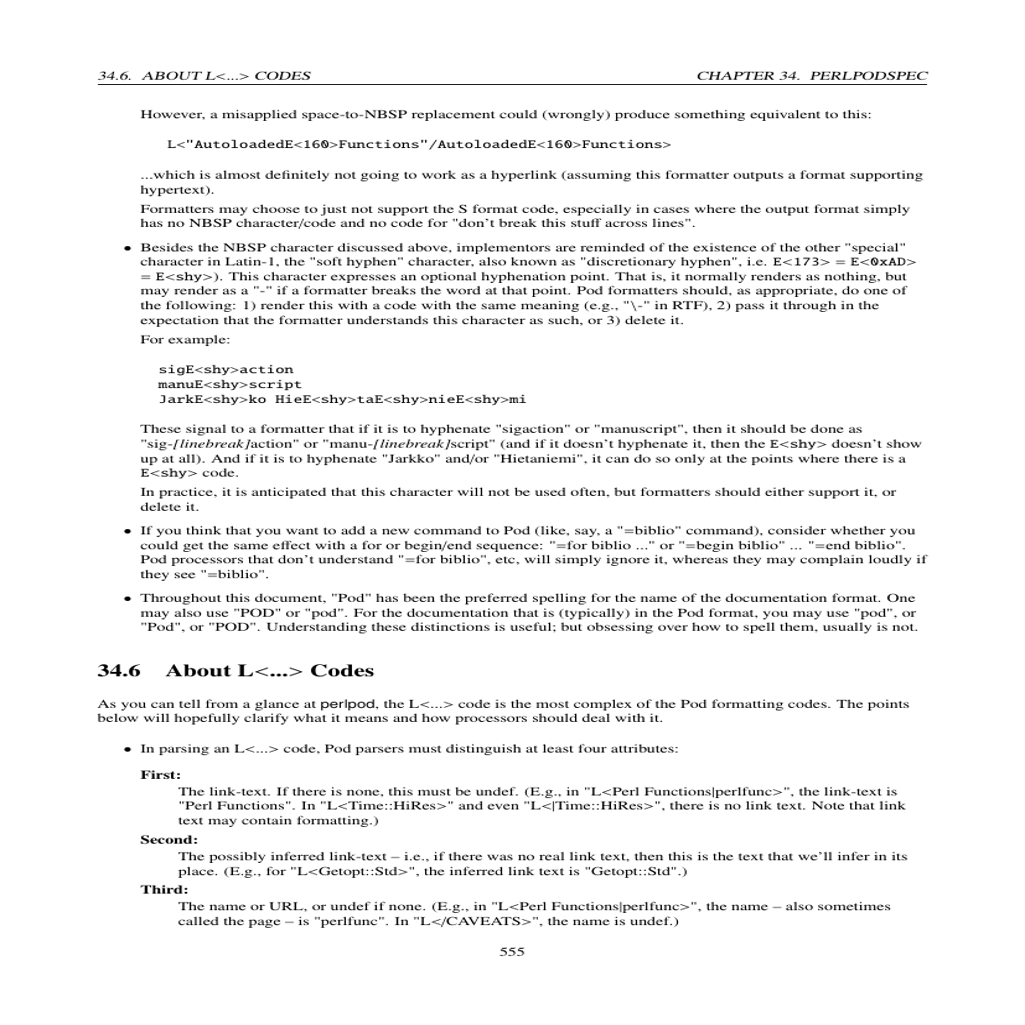 34.6. ABOUT L<...> CODES CHAPTER 34. PERLPODSPEC
However, a misapplied space-to-NBSP replacement could (wrongly) produce something equivalent to this:
L<"AutoloadedE<160>Functions"/AutoloadedE<160>Functions>
...which is almost definitely not going to work as a hyperlink (assuming this formatter outputs a format supporting
hypertext).
Formatters may choose to just not support the S format code, especially in cases where the output format simply
has no NBSP character/code and no code for "don't break this stuff across lines".
• Besides the NBSP character discussed above, implementors are reminded of the existence of the other "special"
character in Latin-1, the "soft hyphen" character, also known as "discretionary hyphen", i.e. E<173> = E<0xAD>
= E<shy>). This character expresses an optional hyphenation point. That is, it normally renders as nothing, but
may render as a "-" if a formatter breaks the word at that point. Pod formatters should, as appropriate, do one of
the following: 1) render this with a code with the same meaning (e.g., "\-" in RTF), 2) pass it through in the
expectation that the formatter understands this character as such, or 3) delete it.
For example:
sigE<shy>action
manuE<shy>script
JarkE<shy>ko HieE<shy>taE<shy>nieE<shy>mi
These signal to a formatter that if it is to hyphenate "sigaction" or "manuscript", then it should be done as
"sig-[linebreak]action" or "manu-[linebreak]script" (and if it doesn't hyphenate it, then the E<shy> doesn't show
up at all). And if it is to hyphenate "Jarkko" and/or "Hietaniemi", it can do so only at the points where there is a
E<shy> code.
In practice, it is anticipated that this character will not be used often, but formatters should either support it, or
delete it.
• If you think that you want to add a new command to Pod (like, say, a "=biblio" command), consider whether you
could get the same effect with a for or begin/end sequence: "=for biblio ..." or "=begin biblio" ... "=end biblio".
Pod processors that don't understand "=for biblio", etc, will simply ignore it, whereas they may complain loudly if
they see "=biblio".
• Throughout this document, "Pod" has been the preferred spelling for the name of the documentation format. One
may also use "POD" or "pod". For the documentation that is (typically) in the Pod format, you may use "pod", or
"Pod", or "POD". Understanding these distinctions is useful; but obsessing over how to spell them, usually is not.
34.6 About L<...> Codes
As you can tell from a glance at perlpod, the L<...> code is the most complex of the Pod formatting codes. The points
below will hopefully clarify what it means and how processors should deal with it.
• In parsing an L<...> code, Pod parsers must distinguish at least four attributes:
First:
The link-text. If there is none, this must be undef. (E.g., in "L<Perl Functions|perlfunc>", the link-text is
"Perl Functions". In "L<Time::HiRes>" and even "L<|Time::HiRes>", there is no link text. Note that link
text may contain formatting.)
Second:
The possibly inferred link-text – i.e., if there was no real link text, then this is the text that we'll infer in its
place. (E.g., for "L<Getopt::Std>", the inferred link text is "Getopt::Std".)
Third:
The name or URL, or undef if none. (E.g., in "L<Perl Functions|perlfunc>", the name – also sometimes
called the page – is "perlfunc". In "L</CAVEATS>", the name is undef.)
555